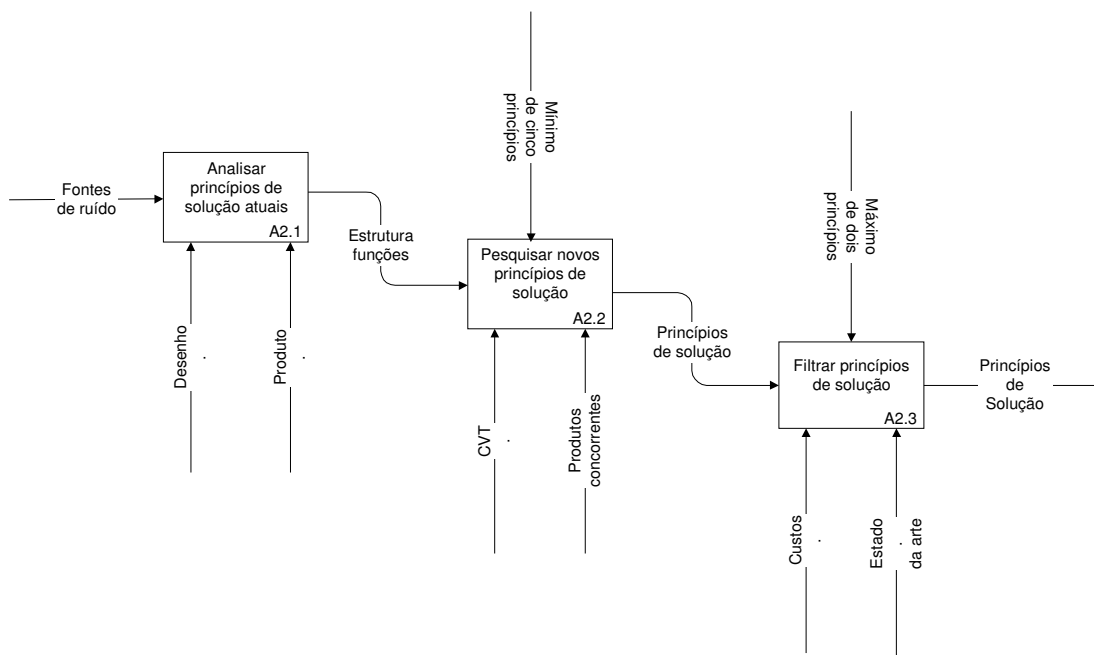 Mínimo
de cinco
princípios
Analisar
princípios de
solução atuais
A2.1
Fontes
de ruído
Máximo
de dois
princípios
Estrutura
funções
Pesquisar novos
princípios de
solução
A2.2
Desenho
.
Produto
.
Princípios
de solução
Filtrar princípios
de solução
A2.3
Princípios
de
Solução
CVT
.
Produtos
concorrentes
Custos
.
Estado
.
da arte